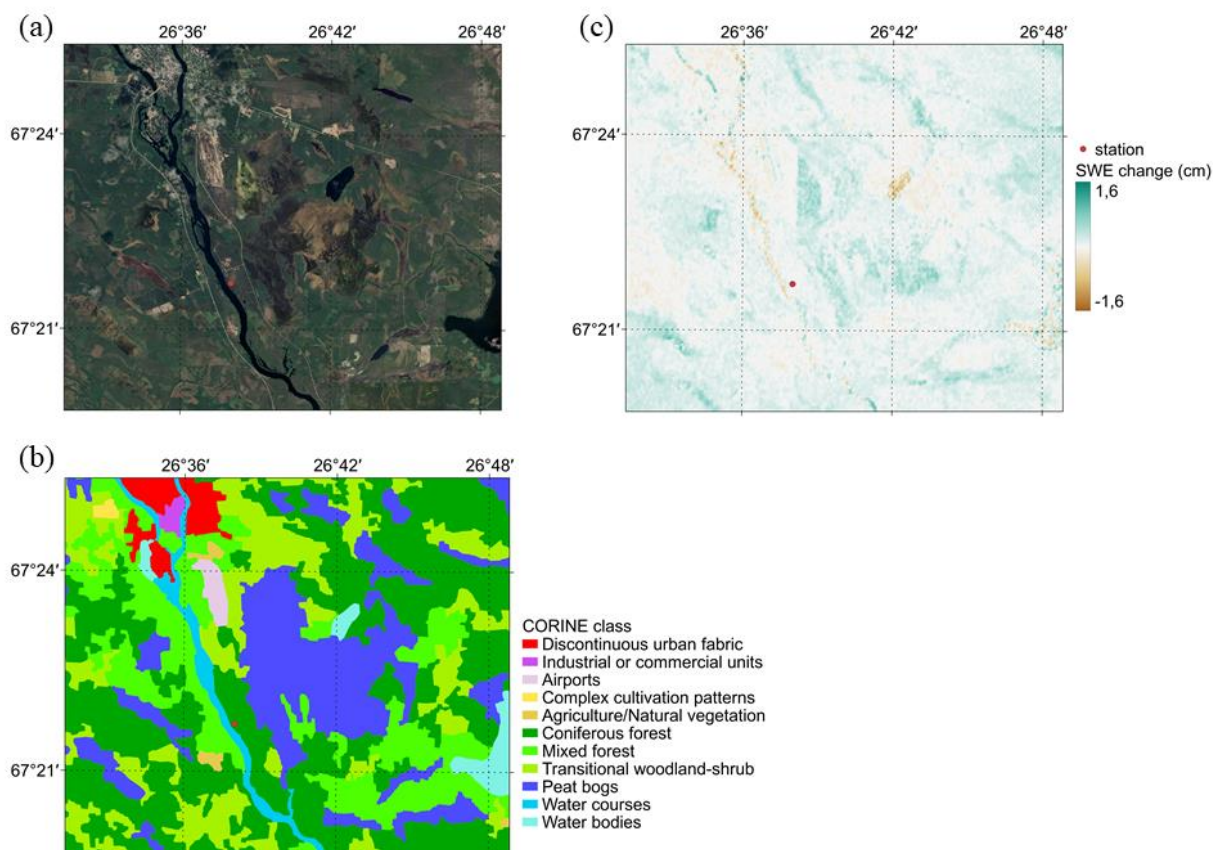 (a)
26°36′ 26°42′ 26°48′
67°24′
67°21′
(c)
26°36′ 26°42′ 26°48′
67°24′
67°21′
station
SWE change (cm)
1,6
-1,6
(b)
26°36′ 26°42′ 26°48′
67°24′
67°21′
CORINE class
Discontinuous urban fabric
Industrial or commercial units
Airports
Complex cultivation patterns
Agriculture/Natural vegetation
Coniferous forest
Mixed forest
Transitional woodland-shrub
Peat bogs
Water courses
Water bodies